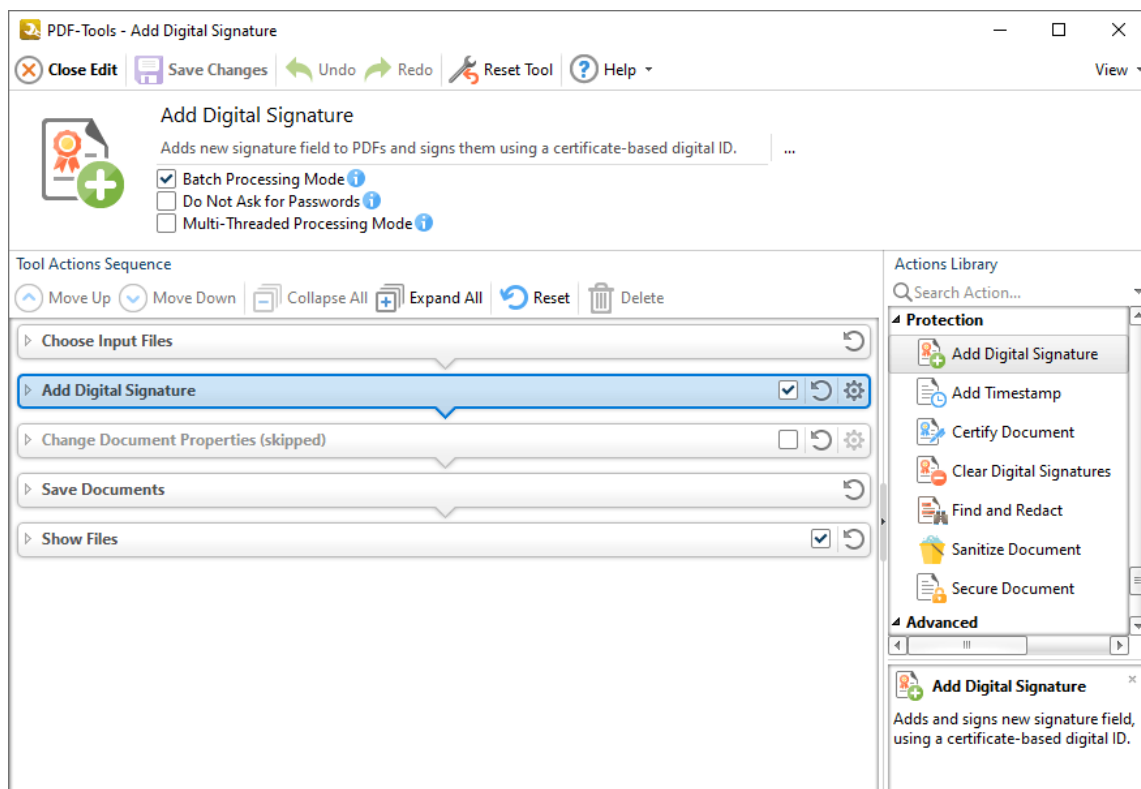 PDF-Tools - Add Digital Signature
Close Edit Save Changes Undo Redo Reset Tool ? Help View
Add Digital Signature
Adds new signature field to PDFs and signs them using a certificate-based digital ID. ...
Batch Processing Mode i
Do Not Ask for Passwords i
Multi-Threaded Processing Mode i
Tool Actions Sequence
Move Up Move Down Collapse All Expand All Reset Delete
Choose Input Files
Add Digital Signature
Change Document Properties (skipped)
Save Documents
Show Files
Actions Library
Search Action...
Protection
Add Digital Signature
Add Timestamp
Certify Document
Clear Digital Signatures
Find and Redact
Sanitize Document
Secure Document
Advanced
Add Digital Signature
Adds and signs new signature field,
using a certificate-based digital ID.